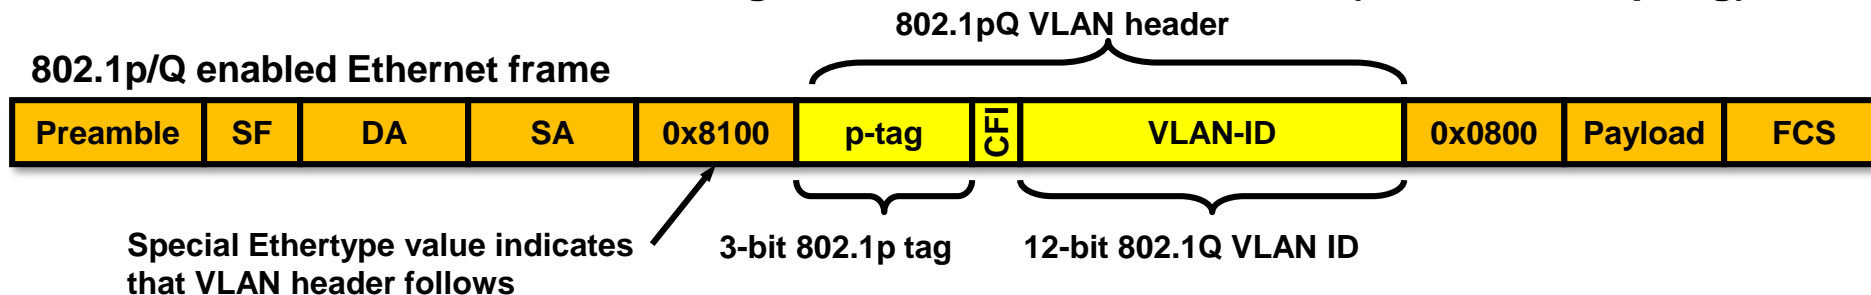 802.1pQ VLAN header
802.1p/Q enabled Ethernet frame
Preamble SF DA SA 0x8100 p-tag CFI VLAN-ID 0x0800 Payload FCS
Special Ethertype value indicates
that VLAN header follows
3-bit 802.1p tag
12-bit 802.1Q VLAN ID